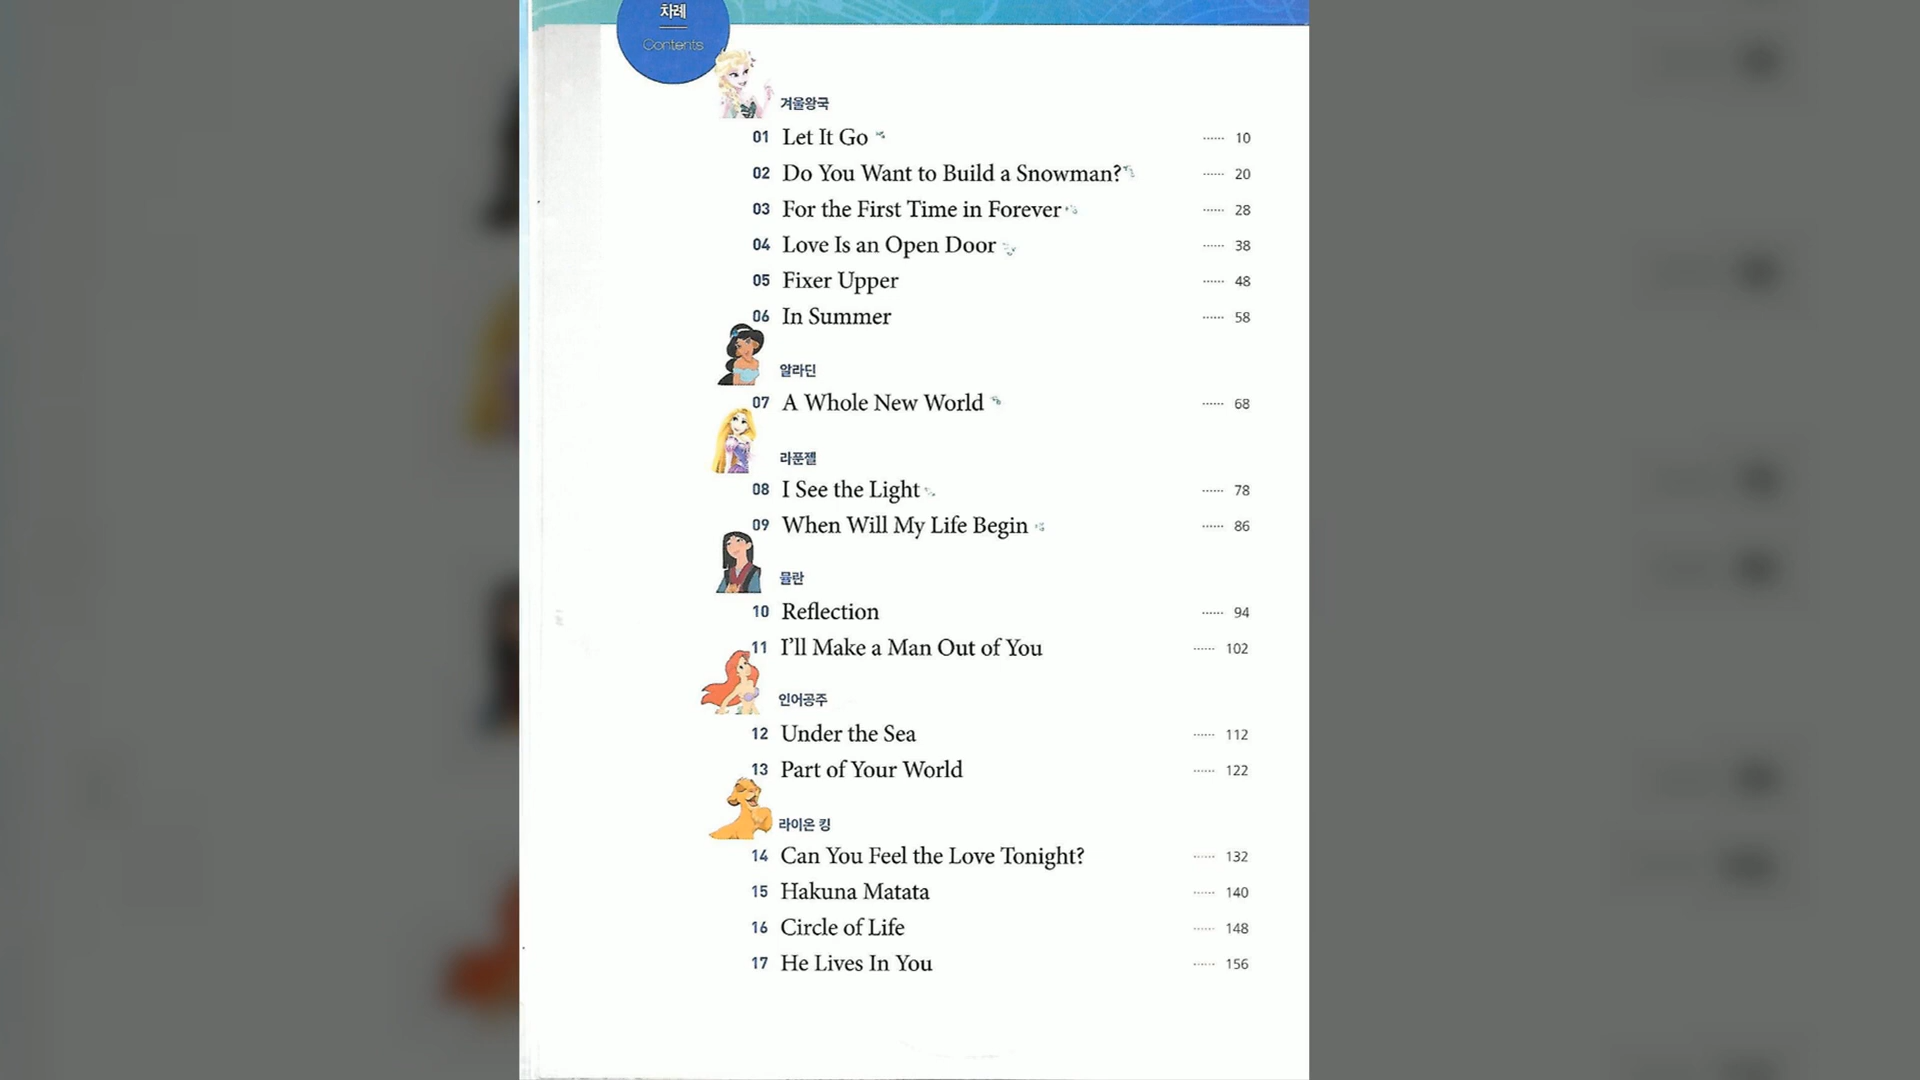 차례
Contents
겨울왕국
01 Let It Go ...... 10
02 Do You Want to Build a Snowman? ...... 20
03 For the First Time in Forever ...... 28
04 Love Is an Open Door ...... 38
05 Fixer Upper ...... 48
06 In Summer ...... 58
알라딘
07 A Whole New World ...... 68
라푼젤
08 I See the Light ...... 78
09 When Will My Life Begin ...... 86
뮬란
10 Reflection ...... 94
11 I’ll Make a Man Out of You ...... 102
인어공주
12 Under the Sea ...... 112
13 Part of Your World ...... 122
라이온 킹
14 Can You Feel the Love Tonight? ...... 132
15 Hakuna Matata ...... 140
16 Circle of Life ...... 148
17 He Lives In You ...... 156